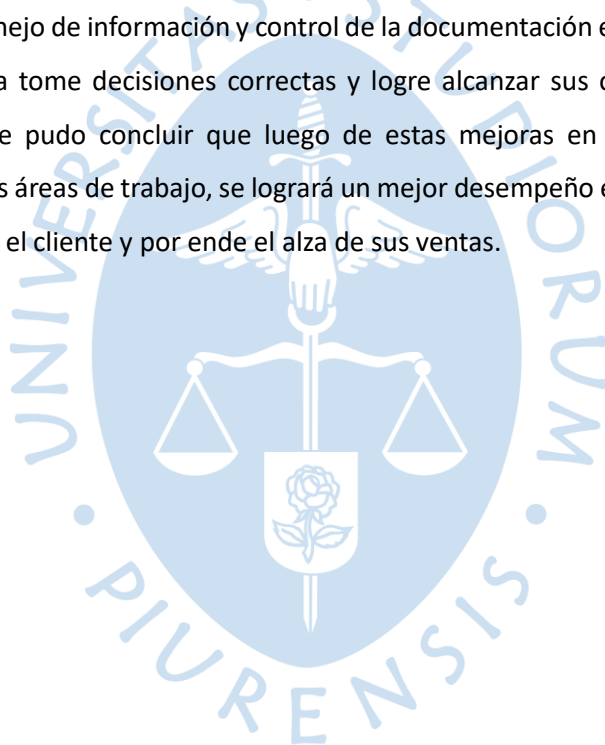 nejo de información y control de la documentación e
a tome decisiones correctas y logre alcanzar sus
e pudo concluir que luego de estas mejoras en
s áreas de trabajo, se logrará un mejor desempeño e
el cliente y por ende el alza de sus ventas.
UNIVERSITAS STUDIORUM
PIURENSIS